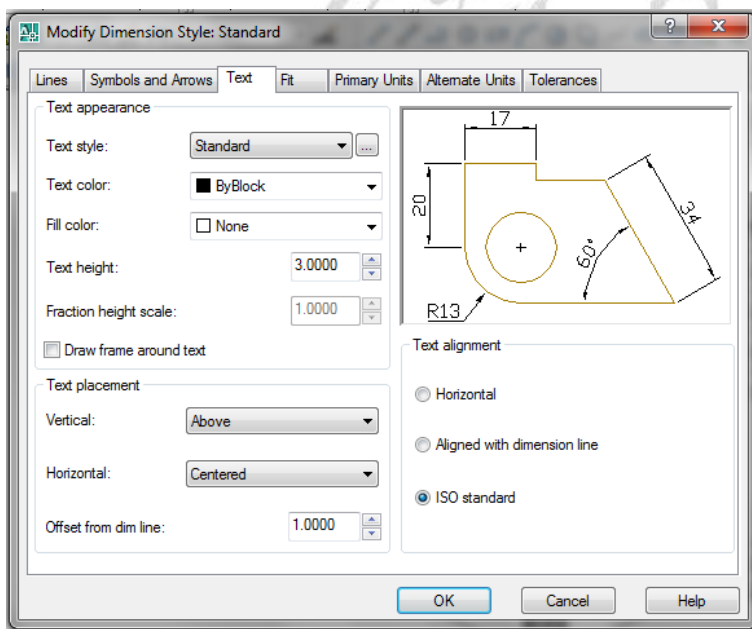 Modify Dimension Style: Standard
Lines Symbols and Arrows Text Fit Primary Units Alternate Units Tolerances
Text appearance
Text style: Standard ...
Text color: ByBlock
Fill color: None
Text height: 3.0000
Fraction height scale: 1.0000
Draw frame around text
Text placement
Vertical: Above
Horizontal: Centered
Offset from dim line: 1.0000
17
20
34
60°
R13
Text alignment
Horizontal
Aligned with dimension line
ISO standard
OK Cancel Help